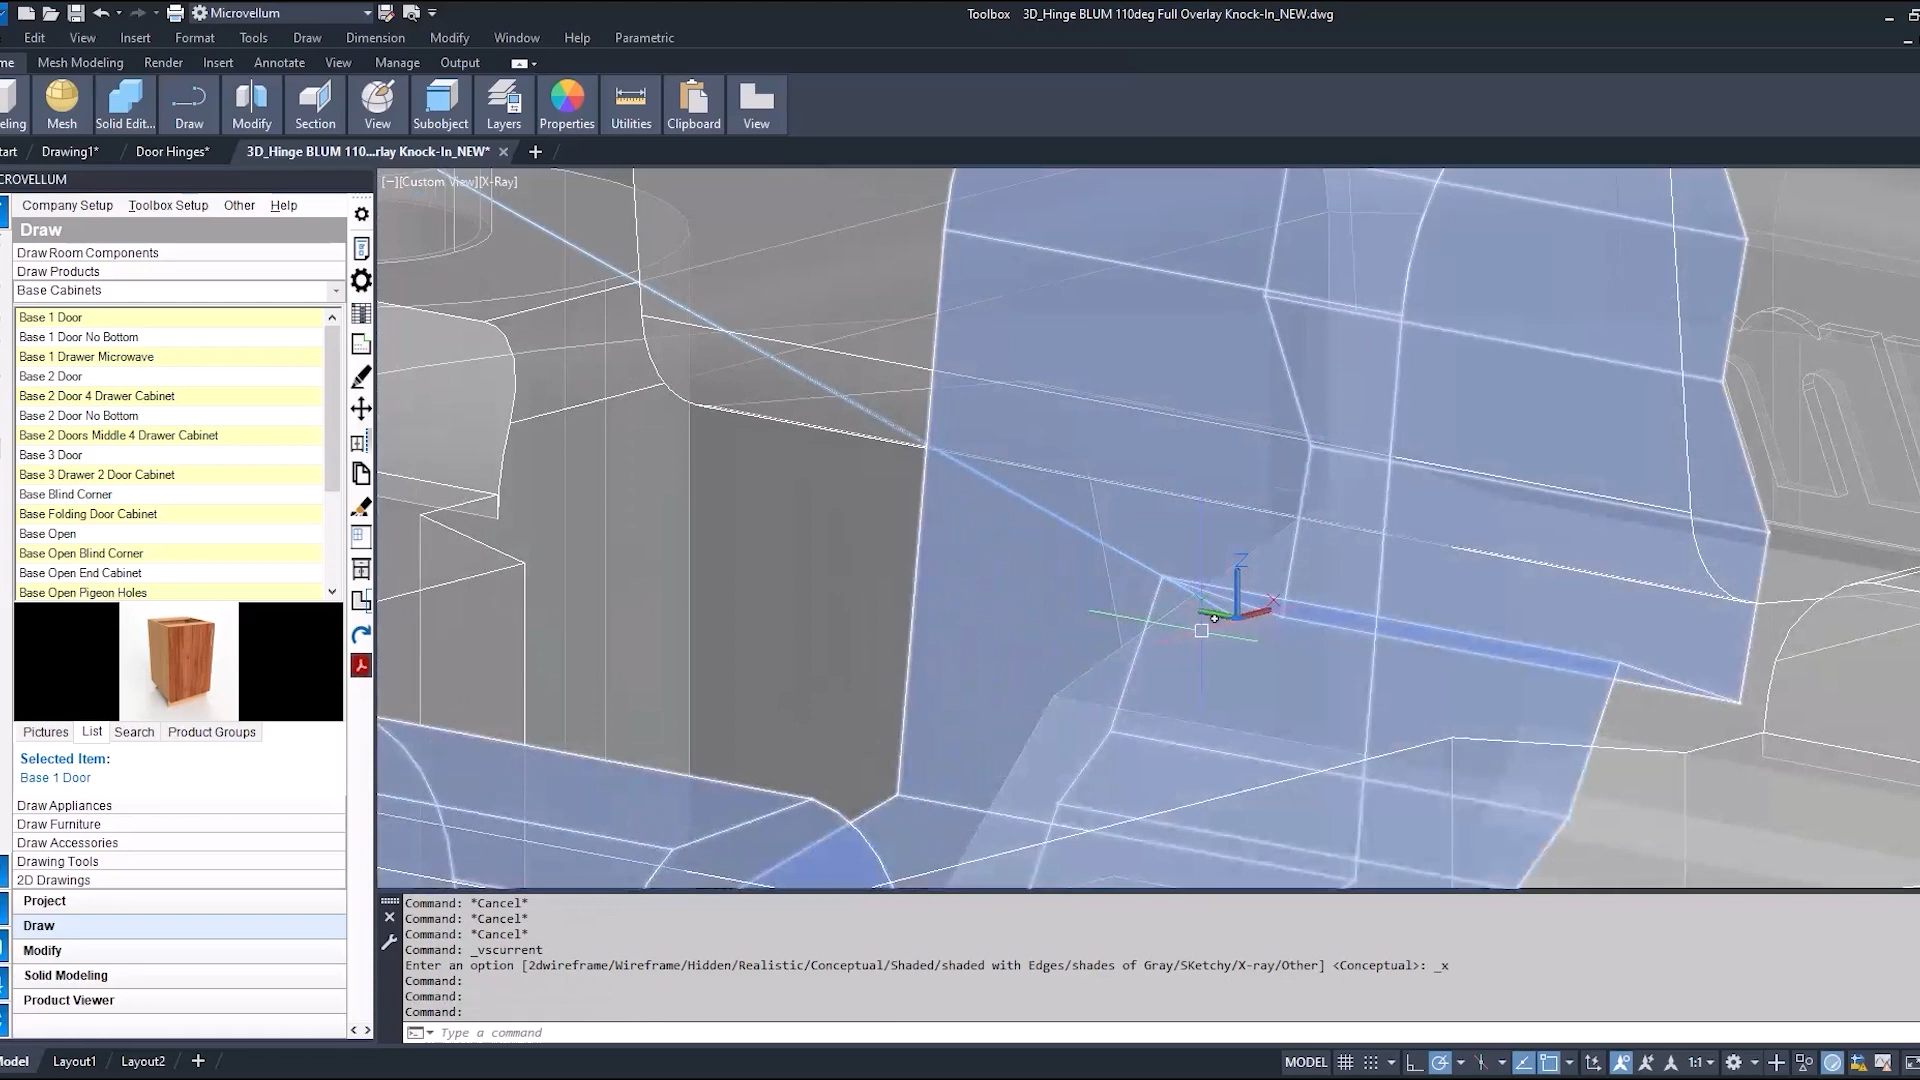 Microvellum
Toolbox 3D_Hinge BLUM 110deg Full Overlay Knock-In_NEW.dwg
Edit View Insert Format Tools Draw Dimension Modify Window Help Parametric
me Mesh Modeling Render Insert Annotate View Manage Output
eling Mesh Solid Edit... Draw Modify Section View Subobject Layers Properties Utilities Clipboard View
tart Drawing1* Door Hinges* 3D_Hinge BLUM 110...rlay Knock-In_NEW*
CROVELLUM
[−][Custom View][X-Ray]
Company Setup Toolbox Setup Other Help
Draw
Draw Room Components
Draw Products
Base Cabinets
Base 1 Door
Base 1 Door No Bottom
Base 1 Drawer Microwave
Base 2 Door
Base 2 Door 4 Drawer Cabinet
Base 2 Door No Bottom
Base 2 Doors Middle 4 Drawer Cabinet
Base 3 Door
Base 3 Drawer 2 Door Cabinet
Base Blind Corner
Base Folding Door Cabinet
Base Open
Base Open Blind Corner
Base Open End Cabinet
Base Open Pigeon Holes
Z
X
Pictures List Search Product Groups
Selected Item:
Base 1 Door
Draw Appliances
Draw Furniture
Draw Accessories
Drawing Tools
2D Drawings
Project
Draw
Modify
Solid Modeling
Product Viewer
Command: *Cancel*
Command: *Cancel*
Command: *Cancel*
Command: _vscurrent
Enter an option [2dwireframe/Wireframe/Hidden/Realistic/Conceptual/Shaded/shaded with Edges/shades of Gray/SKetchy/X-ray/Other] <Conceptual>: _x
Command:
Command:
Command:
Type a command
Model Layout1 Layout2 +
MODEL 1:1